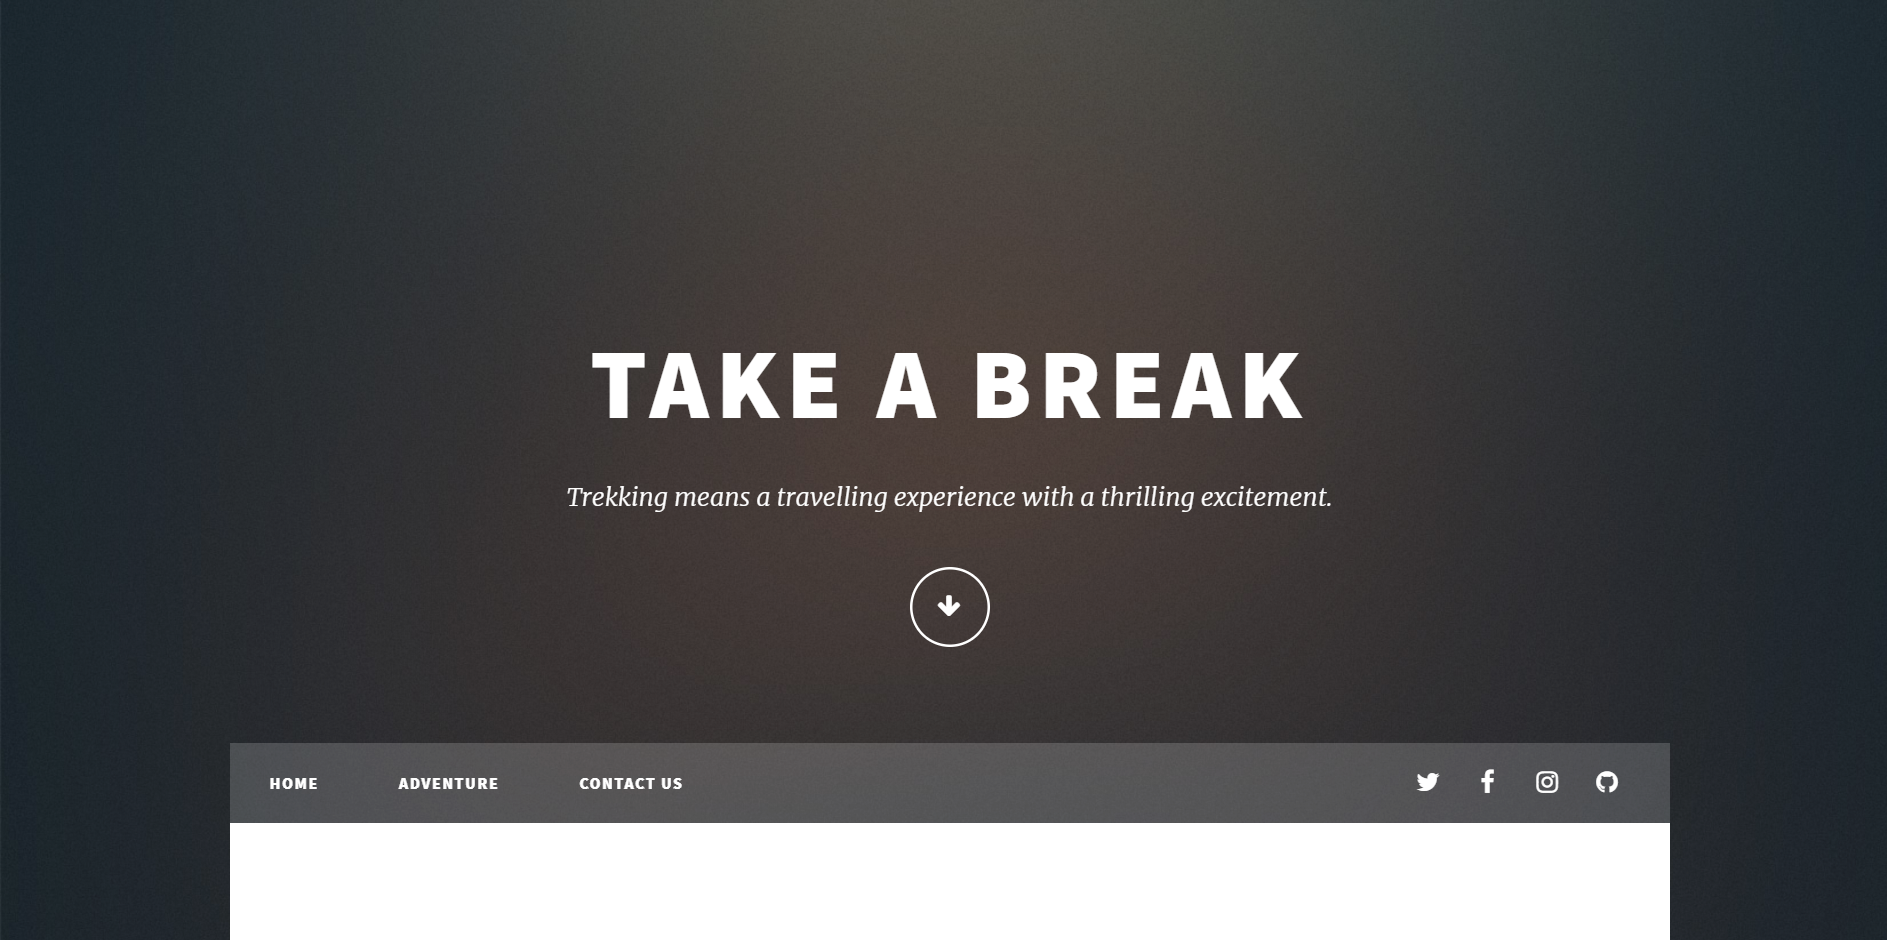 TAKE A BREAK
Trekking means a travelling experience with a thrilling excitement.
HOME ADVENTURE CONTACT US